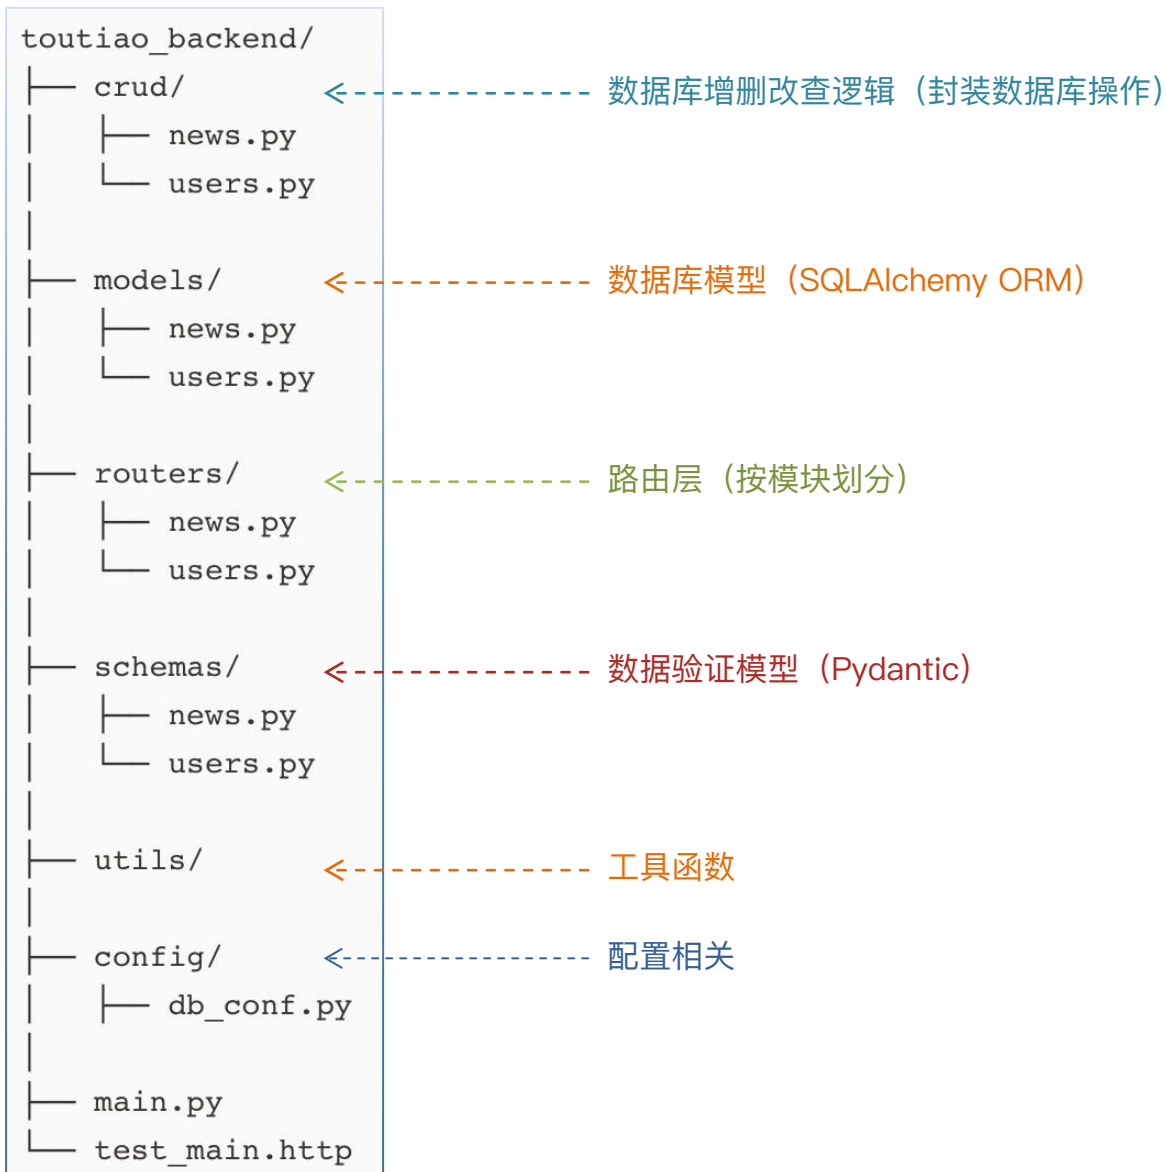 toutiao_backend/
├── crud/ 数据库增删改查逻辑（封装数据库操作）
│   ├── news.py
│   └── users.py
│
├── models/ 数据库模型（SQLAlchemy ORM）
│   ├── news.py
│   └── users.py
│
├── routers/ 路由层（按模块划分）
│   ├── news.py
│   └── users.py
│
├── schemas/ 数据验证模型（Pydantic）
│   ├── news.py
│   └── users.py
│
├── utils/ 工具函数
│
├── config/ 配置相关
│   ├── db_conf.py
│
├── main.py
└── test_main.http